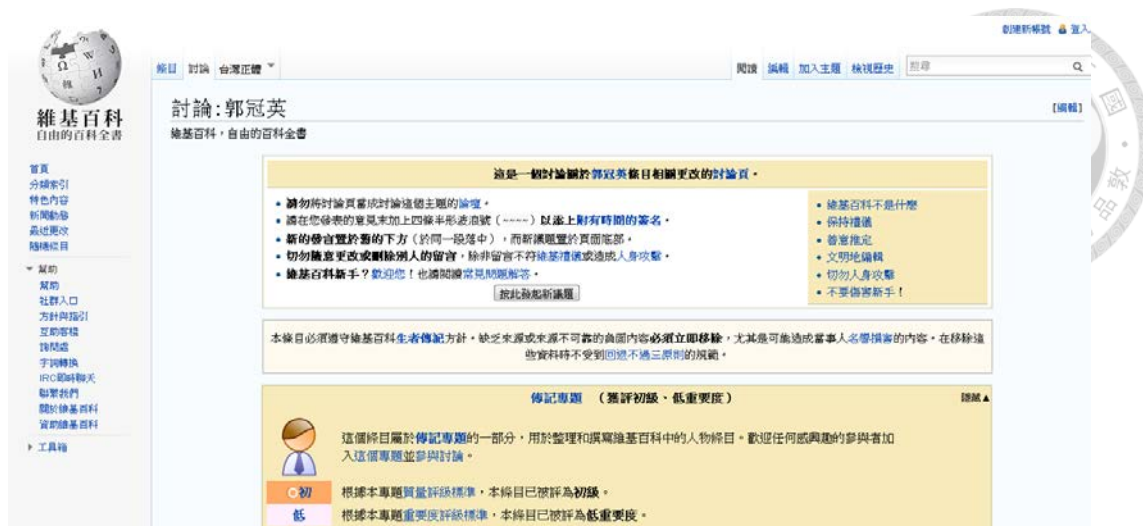 創建新帳號 登入
條目 討論 台灣正體
閱讀 編輯 加入主題 檢視歷史 搜尋
維基百科
自由的百科全書
討論:郭冠英
[編輯]
維基百科，自由的百科全書
首頁
分類索引
特色內容
新聞動態
最近更改
隨機條目
幫助
幫助
社群入口
方針與指引
互助客棧
詢問處
字詞轉換
IRC即時聊天
聯繫我們
關於維基百科
資助維基百科
工具箱
這是一個討論關於郭冠英條目相關更改的討論頁。
請勿將討論頁當成討論這個主題的論壇。
請在您發表的意見末加上四條半形波浪號（~~~~）以添上附有時間的簽名。
新的發言置於舊的下方（於同一段落中），而新議題置於頁面底部。
切勿隨意更改或刪除別人的留言，除非留言不符維基禮儀或造成人身攻擊。
維基百科新手？歡迎您！也請閱讀常見問題解答。
按此發起新議題
維基百科不是什麼
保持禮儀
善意推定
文明地編輯
切勿人身攻擊
不要傷害新手！
本條目必須遵守維基百科生者傳記方針。缺乏來源或來源不可靠的負面內容必須立即移除，尤其是可能造成當事人名譽損害的內容。在移除這
些資料時不受到回退不過三原則的規範。
傳記專題 （獲評初級、低重要度）
隱藏▲
這個條目屬於傳記專題的一部分，用於整理和撰寫維基百科中的人物條目。歡迎任何感興趣的參與者加
入這個專題並參與討論。
初 根據本專題質量評級標準，本條目已被評為初級。
低 根據本專題重要度評級標準，本條目已被評為低重要度。
國
敦
品